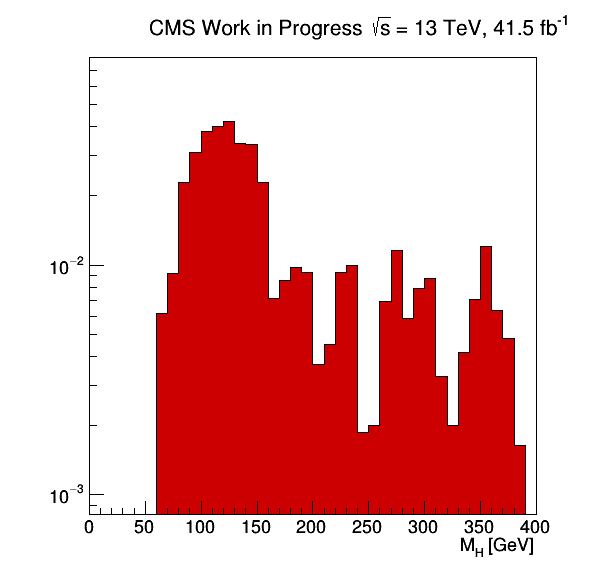 CMS Work in Progress √s = 13 TeV, 41.5 fb⁻¹
10⁻²
10⁻³
0 50 100 150 200 250 300 350 400
M_H [GeV]